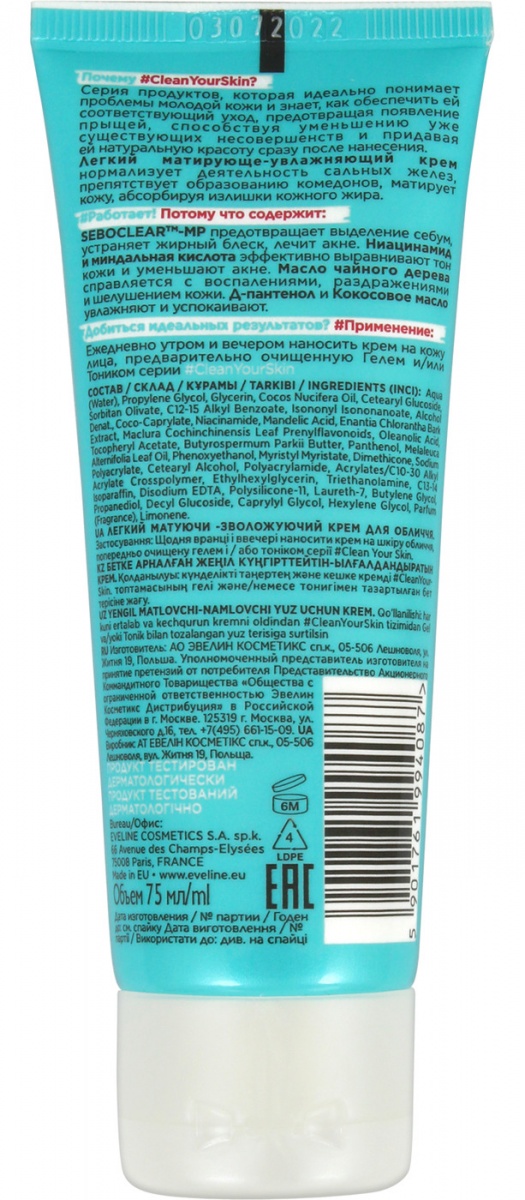 03072022
Почему #CleanYourSkin?
Серия продуктов, которая идеально понимает
проблемы молодой кожи и знает, как обеспечить ей
соответствующий уход, предотвращая появление
прыщей, способствуя уменьшению уже
существующих несовершенств и придавая
ей натуральную красоту сразу после нанесения.
Легкий матирующе-увлажняющий крем
нормализует деятельность сальных желез,
препятствует образованию комедонов, матирует
кожу, абсорбируя излишки кожного жира.
#Работает! Потому что содержит:
SEBOCLEAR™-MP предотвращает выделение себум,
устраняет жирный блеск, лечит акне. Ниацинамид
и миндальная кислота эффективно выравнивают тон
кожи и уменьшают акне. Масло чайного дерева
справляется с воспалениями, раздражениями
и шелушением кожи. Д-пантенол и Кокосовое масло
увлажняют и успокаивают.
Добиться идеальных результатов? #Применение:
Ежедневно утром и вечером наносить крем на кожу
лица, предварительно очищенную Гелем и/или
Тоником серии #CleanYourSkin
СОСТАВ / СКЛАД / КУРАМЫ / TARKIBI / INGREDIENTS (INCI): Aqua
(Water), Propylene Glycol, Glycerin, Cocos Nucifera Oil, Cetearyl Glucoside,
Sorbitan Olivate, C12-15 Alkyl Benzoate, Isononyl Isononanoate, Alcohol
Denat., Coco-Caprylate, Niacinamide, Mandelic Acid, Enantia Chlorantha Bark
Extract, Maclura Cochinchinensis Leaf Prenylflavonoids, Oleanolic Acid,
Tocopheryl Acetate, Butyrospermum Parkii Butter, Panthenol, Melaleuca
Alternifolia Leaf Oil, Phenoxyethanol, Myristyl Myristate, Dimethicone, Sodium
Polyacrylate, Cetearyl Alcohol, Polyacrylamide, Acrylates/C10-30 Alkyl
Acrylate Crosspolymer, Ethylhexylglycerin, Triethanolamine, C13-14
Isoparaffin, Disodium EDTA, Polysilicone-11, Laureth-7, Butylene Glycol,
Propanediol, Decyl Glucoside, Caprylyl Glycol, Hexylene Glycol, Parfum
(Fragrance), Limonene.
UA ЛЕГКИЙ МАТУЮЧИ -ЗВОЛОЖУЮЧИЙ КРЕМ ДЛЯ ОБЛИЧЧЯ.
Застосування: Щодня вранці і ввечері наносити крем на шкіру обличчя,
попередньо очищену гелем і / або тоніком серії #Clean Your Skin.
KZ БЕТКЕ АРНАЛҒАН ЖЕҢІЛ КҮҢГІРТТЕЙТІН-ЫЛҒАЛДАНДЫРАТЫН
КРЕМ. Қолданылуы: күнделікті таңертең және кешке кремді #CleanYour-
Skin. топтамасының гелі және/немесе тонигімен тазартылған бет
терісіне жағу.
UZ YENGIL MATLOVCHI-NAMLOVCHI YUZ UCHUN KREM. Qo'llanilishi: har
kuni ertalab va kechqurun kremni oldindan #CleanYourSkin tizimidan Gel
va/yoki Tonik bilan tozalangan yuz terisiga surtilsin
RU Изготовитель: АО ЭВЕЛИН КОСМЕТИКС сп.к., 05-506 Лешноволя, ул.
Жития 19, Польша. Уполномоченный представитель изготовителя на
принятие претензий от потребителя Представительство Акционерного
Коммандитного Товарищества «Общества с
ограниченной ответственностью Эвелин
Косметик Дистрибуция» в Российской
Федерации в г. Москве. 125319 г. Москва, ул.
Черняховского, д.16, тел. +7(495) 661-15-09. UA
Виробник: АТ ЕВЕЛІН КОСМЕТІКС сп.к., 05-506
Лешноволя, вул. Жития 19, Польща.
ПРОДУКТ ТЕСТИРОВАН
ДЕРМАТОЛОГИЧЕСКИ
ПРОДУКТ ТЕСТОВАНИЙ
ДЕРМАТОЛОГІЧНО
Bureau/Офис:
EVELINE COSMETICS S.A. sp.k.
66 Avenue des Champs-Elysées
75008 Paris, FRANCE
Made in EU • www.eveline.eu
Объем 75 мл/ml
Дата изготовления / № партии / Годен
до: см. спайку Дата виготовлення / №
партії / Використати до: див. на спайці
6M
4
LDPE
EAC
5 901761 994087 >